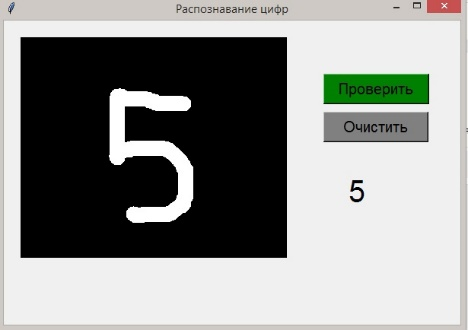 Распознавание цифр
5
Проверить
Очистить
5